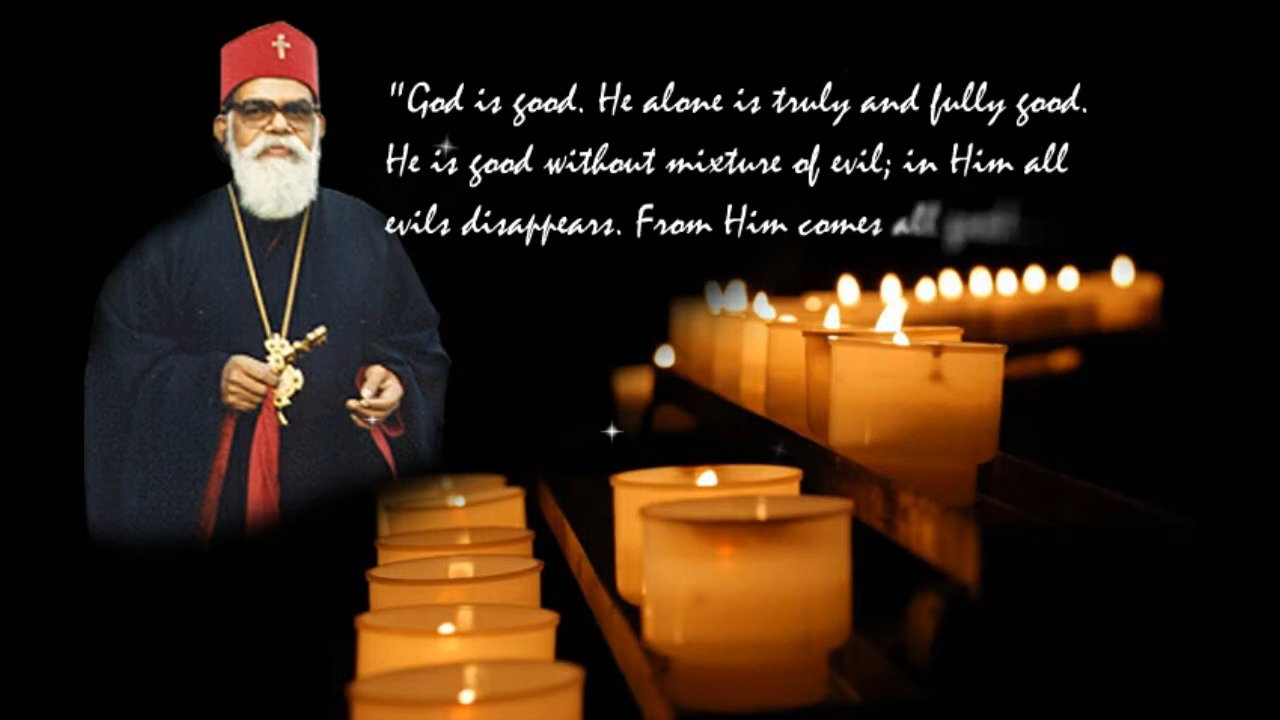 "God is good. He alone is truly and fully good.
He is good without mixture of evil; in Him all
evils disappears. From Him comes all